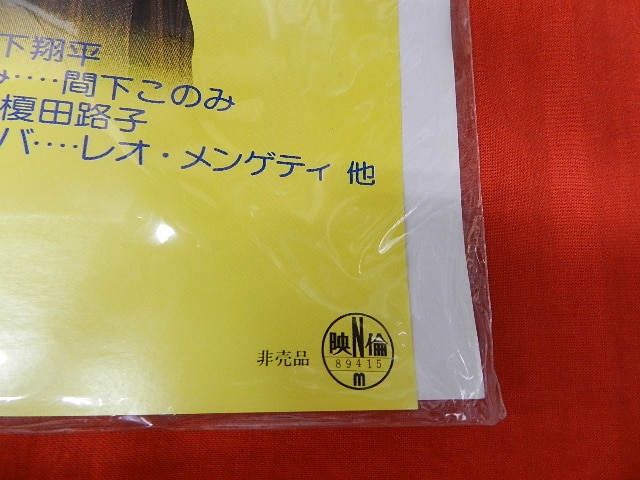 下翔平
み‥‥間下このみ
榎田路子
バ‥‥レオ・メンゲティ 他
非売品
映N倫
89415
m